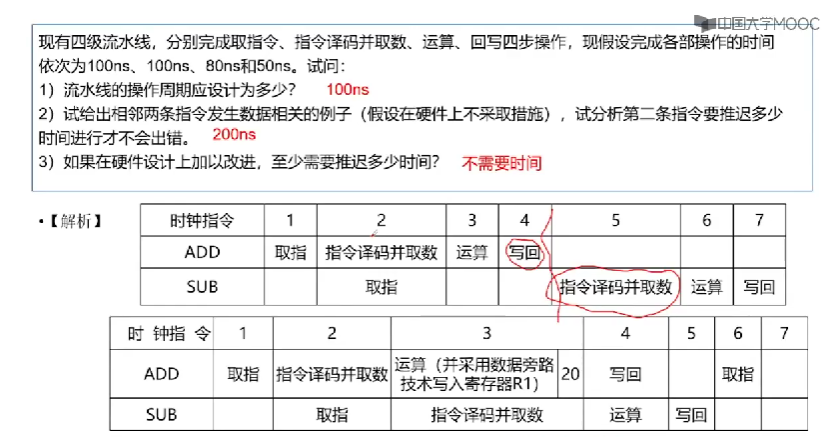 中国大学MOOC
现有四级流水线，分别完成取指令、指令译码并取数、运算、回写四步操作，现假设完成各部操作的时间
依次为100ns、100ns、80ns和50ns。试问：
1）流水线的操作周期应设计为多少？ 100ns
2）试给出相邻两条指令发生数据相关的例子（假设在硬件上不采取措施），试分析第二条指令要推迟多少
时间进行才不会出错。 200ns
3）如果在硬件设计上加以改进，至少需要推迟多少时间？ 不需要时间
•【解析】 时钟指令 1 2 3 4 5 6 7
ADD 取指 指令译码并取数 运算 写回
SUB 取指 指令译码并取数 运算 写回
时 钟指 令 1 2 3 4 5 6 7
ADD 取指 指令译码并取数 运算（并采用数据旁路 20 写回 取指
技术写入寄存器R1）
SUB 取指 指令译码并取数 运算 写回